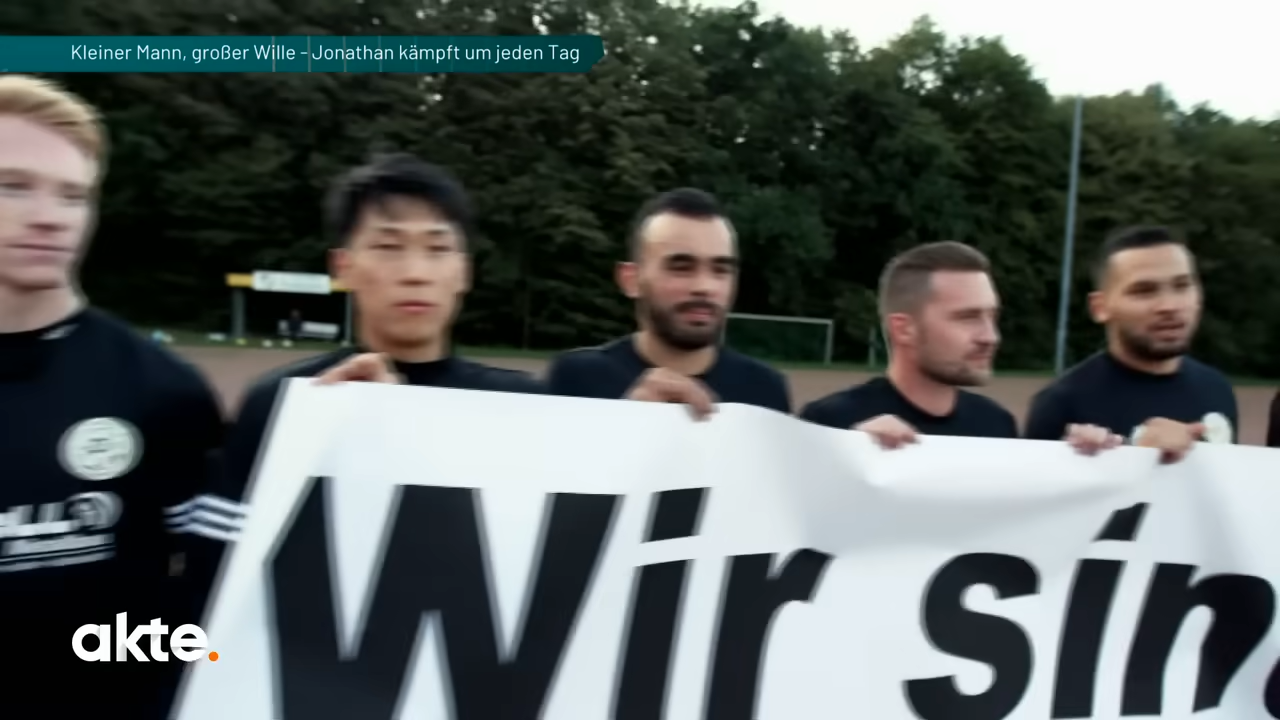 Kleiner Mann, großer Wille - Jonathan kämpft um jeden Tag
Wir sin
akte.